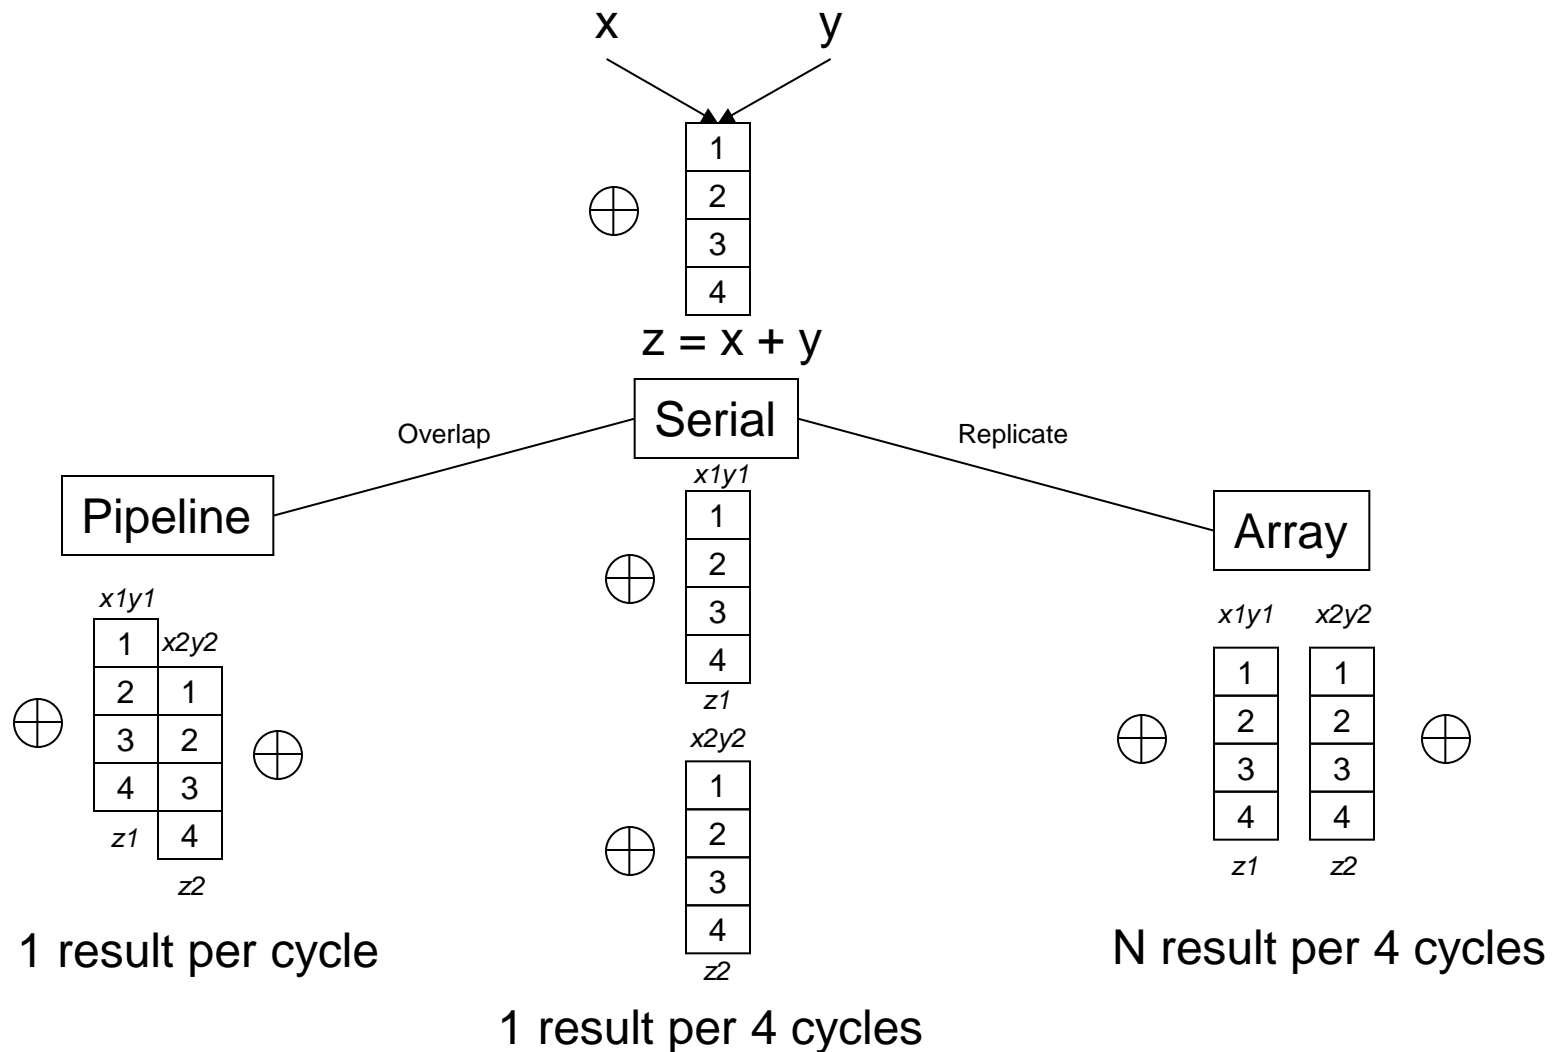 x y
1
2
3
4
z = x + y
Serial
Overlap
Replicate
Pipeline
x1y1
1
x2y2
2 1
3 2
4 3
z1 4
z2
1 result per cycle
x1y1
1
2
3
4
z1
x2y2
1
2
3
4
z2
1 result per 4 cycles
Array
x1y1 x2y2
1 1
2 2
3 3
4 4
z1 z2
N result per 4 cycles